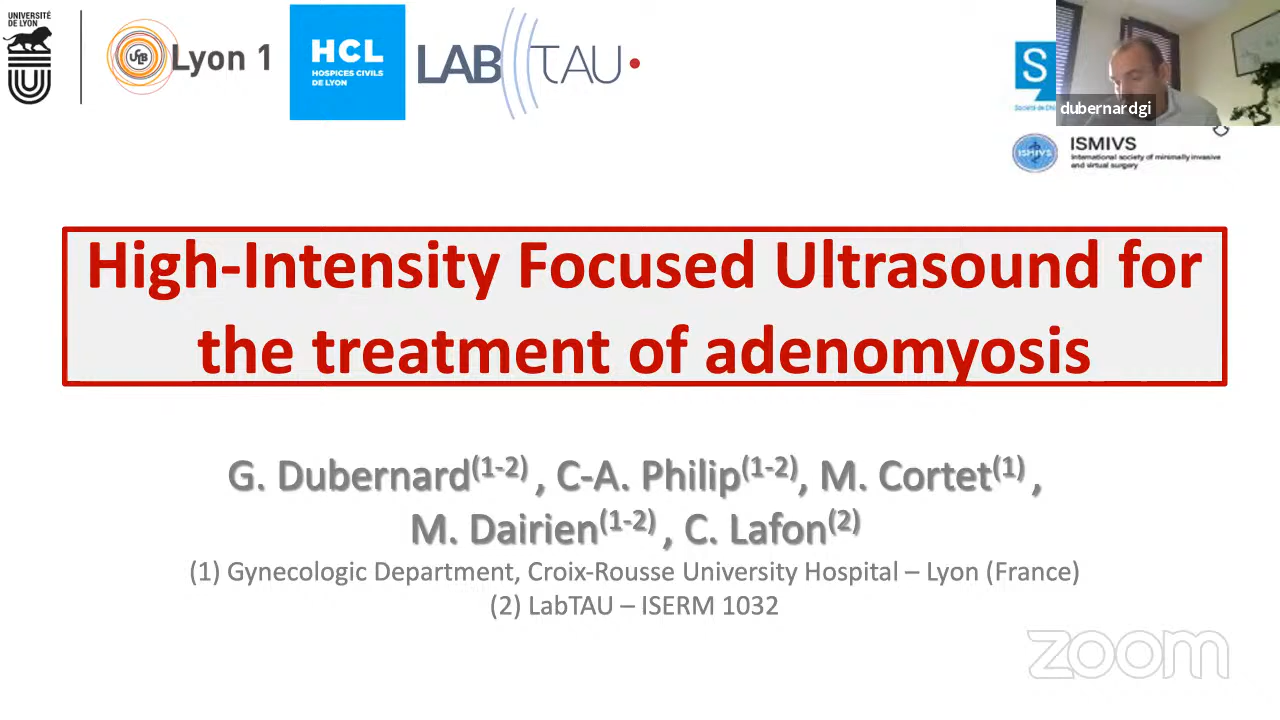 UNIVERSITÉ
DE LYON
Lyon 1
HCL
HOSPICES CIVILS
DE LYON
LAB TAU
S
dubernardgi
ISMIVS
ISMIVS
International society of minimally invasive
and virtual surgery
High-Intensity Focused Ultrasound for
the treatment of adenomyosis
G. Dubernard(1-2) , C-A. Philip(1-2), M. Cortet(1) ,
M. Dairien(1-2) , C. Lafon(2)
(1) Gynecologic Department, Croix-Rousse University Hospital – Lyon (France)
(2) LabTAU – ISERM 1032
zoom